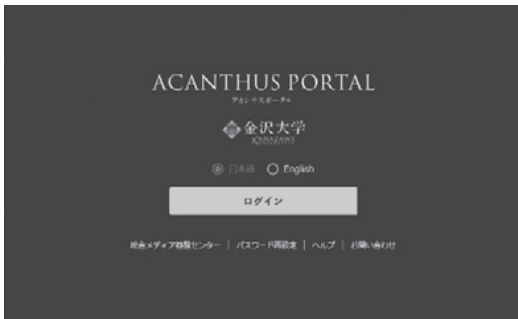 ACANTHUS PORTAL
アカンサスポータル
金沢大学
KANAZAWA
日本語 English
ログイン
総合メディア基盤センター | パスワード再設定 | ヘルプ | お問い合わせ